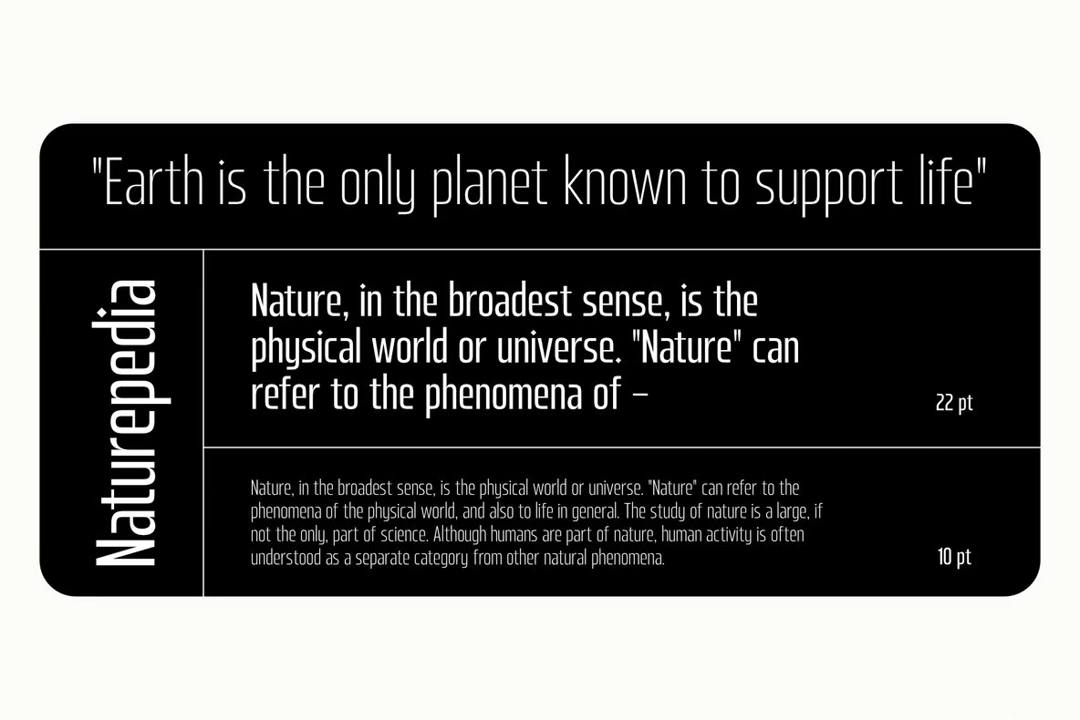 "Earth is the only planet known to support life"
Naturepedia
Nature, in the broadest sense, is the
physical world or universe. "Nature" can
refer to the phenomena of –
22 pt
Nature, in the broadest sense, is the physical world or universe. "Nature" can refer to the
phenomena of the physical world, and also to life in general. The study of nature is a large, if
not the only, part of science. Although humans are part of nature, human activity is often
understood as a separate category from other natural phenomena.
10 pt